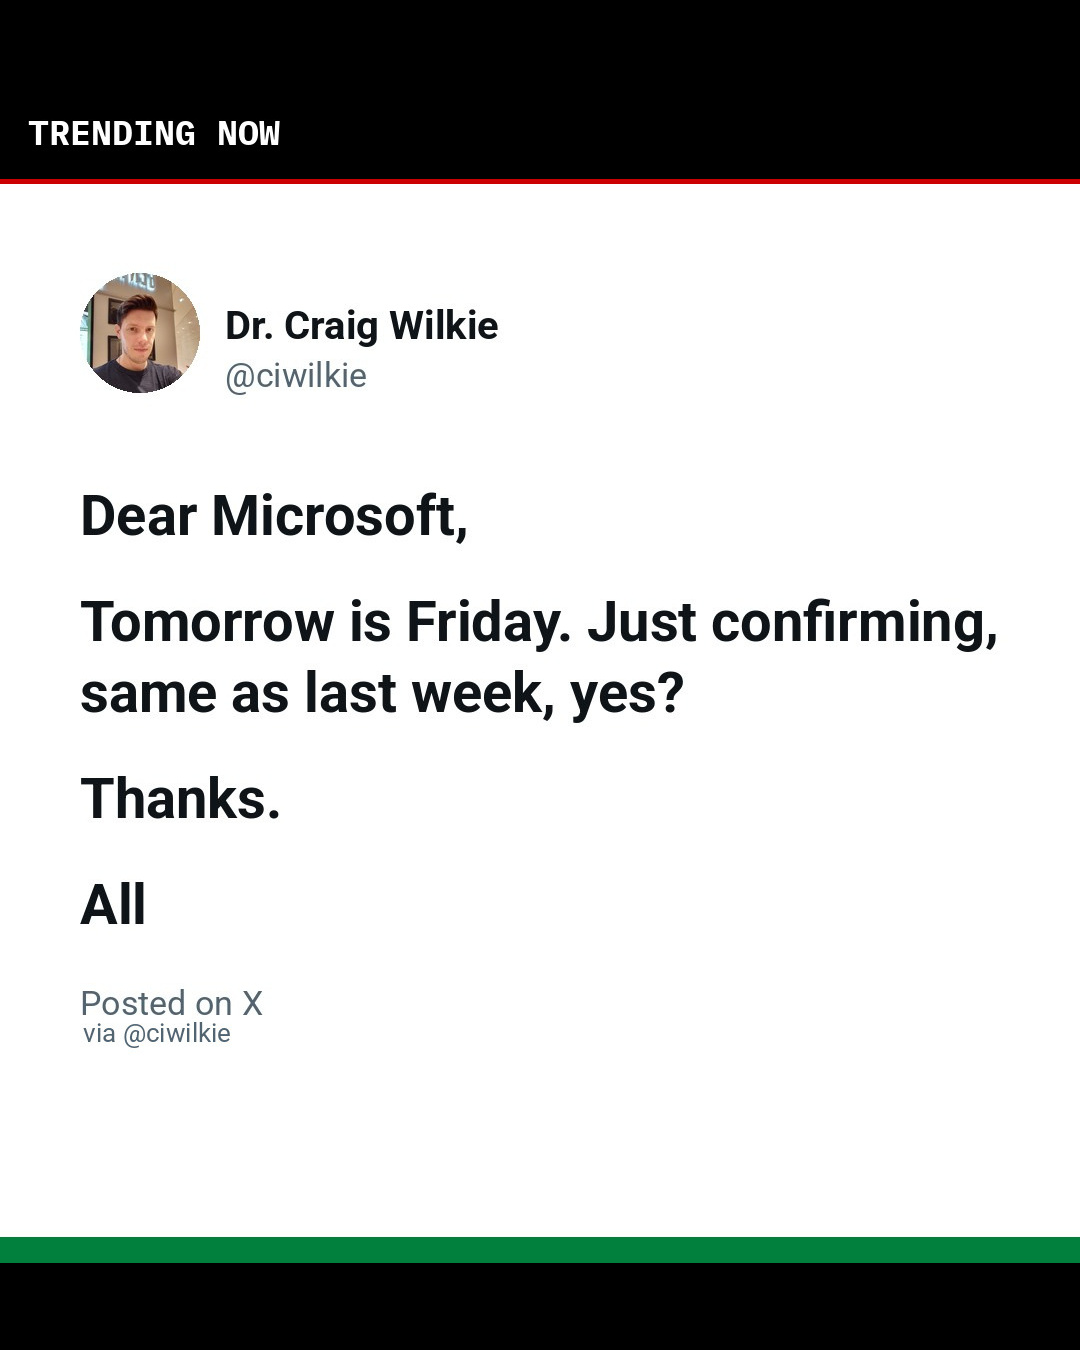 TRENDING NOW
Dr. Craig Wilkie
@ciwilkie
Dear Microsoft,
Tomorrow is Friday. Just confirming,
same as last week, yes?
Thanks.
All
Posted on X
via @ciwilkie